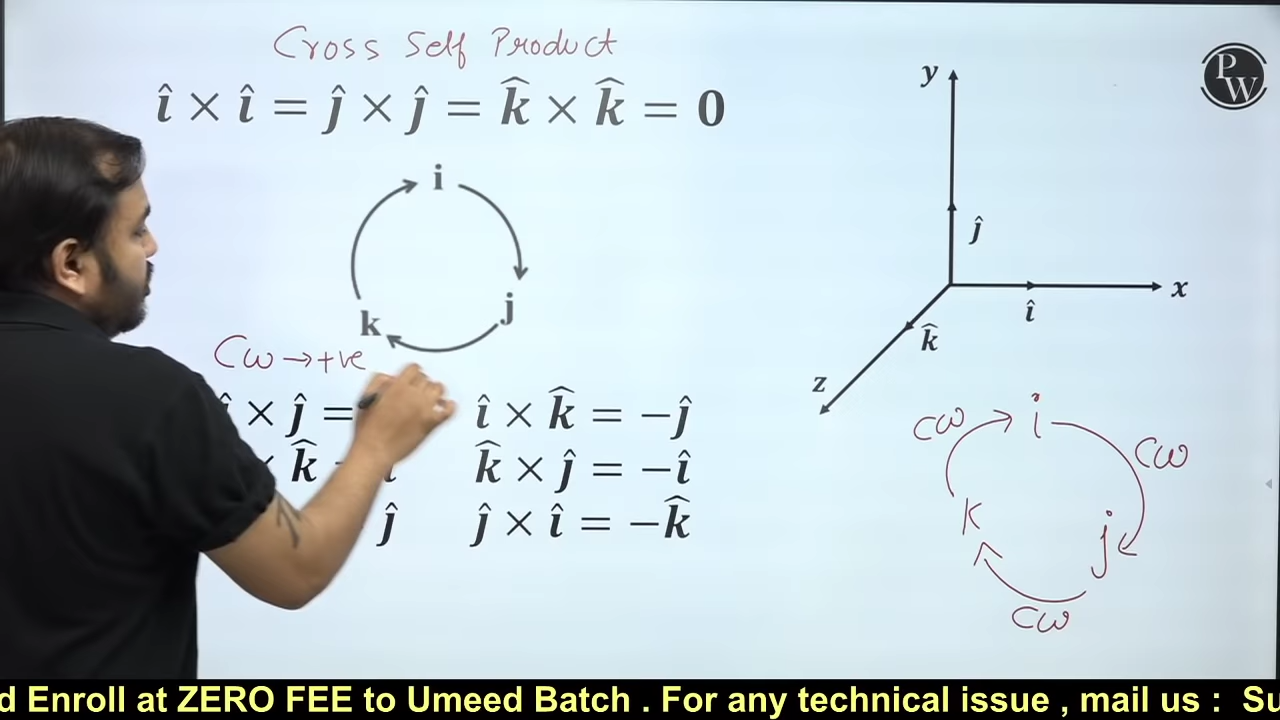 Cross Self Product
î × î = ĵ × ĵ = k̂ × k̂ = 0
PW
y
ĵ
x
î
k̂
z
i
j
k
Cω → +ve
î × ĵ =
î × k̂ = −ĵ
× k̂
k̂ × ĵ = −î
ĵ
ĵ × î = −k̂
i
cω
cω
k
j
cω
d Enroll at ZERO FEE to Umeed Batch . For any technical issue , mail us : Su